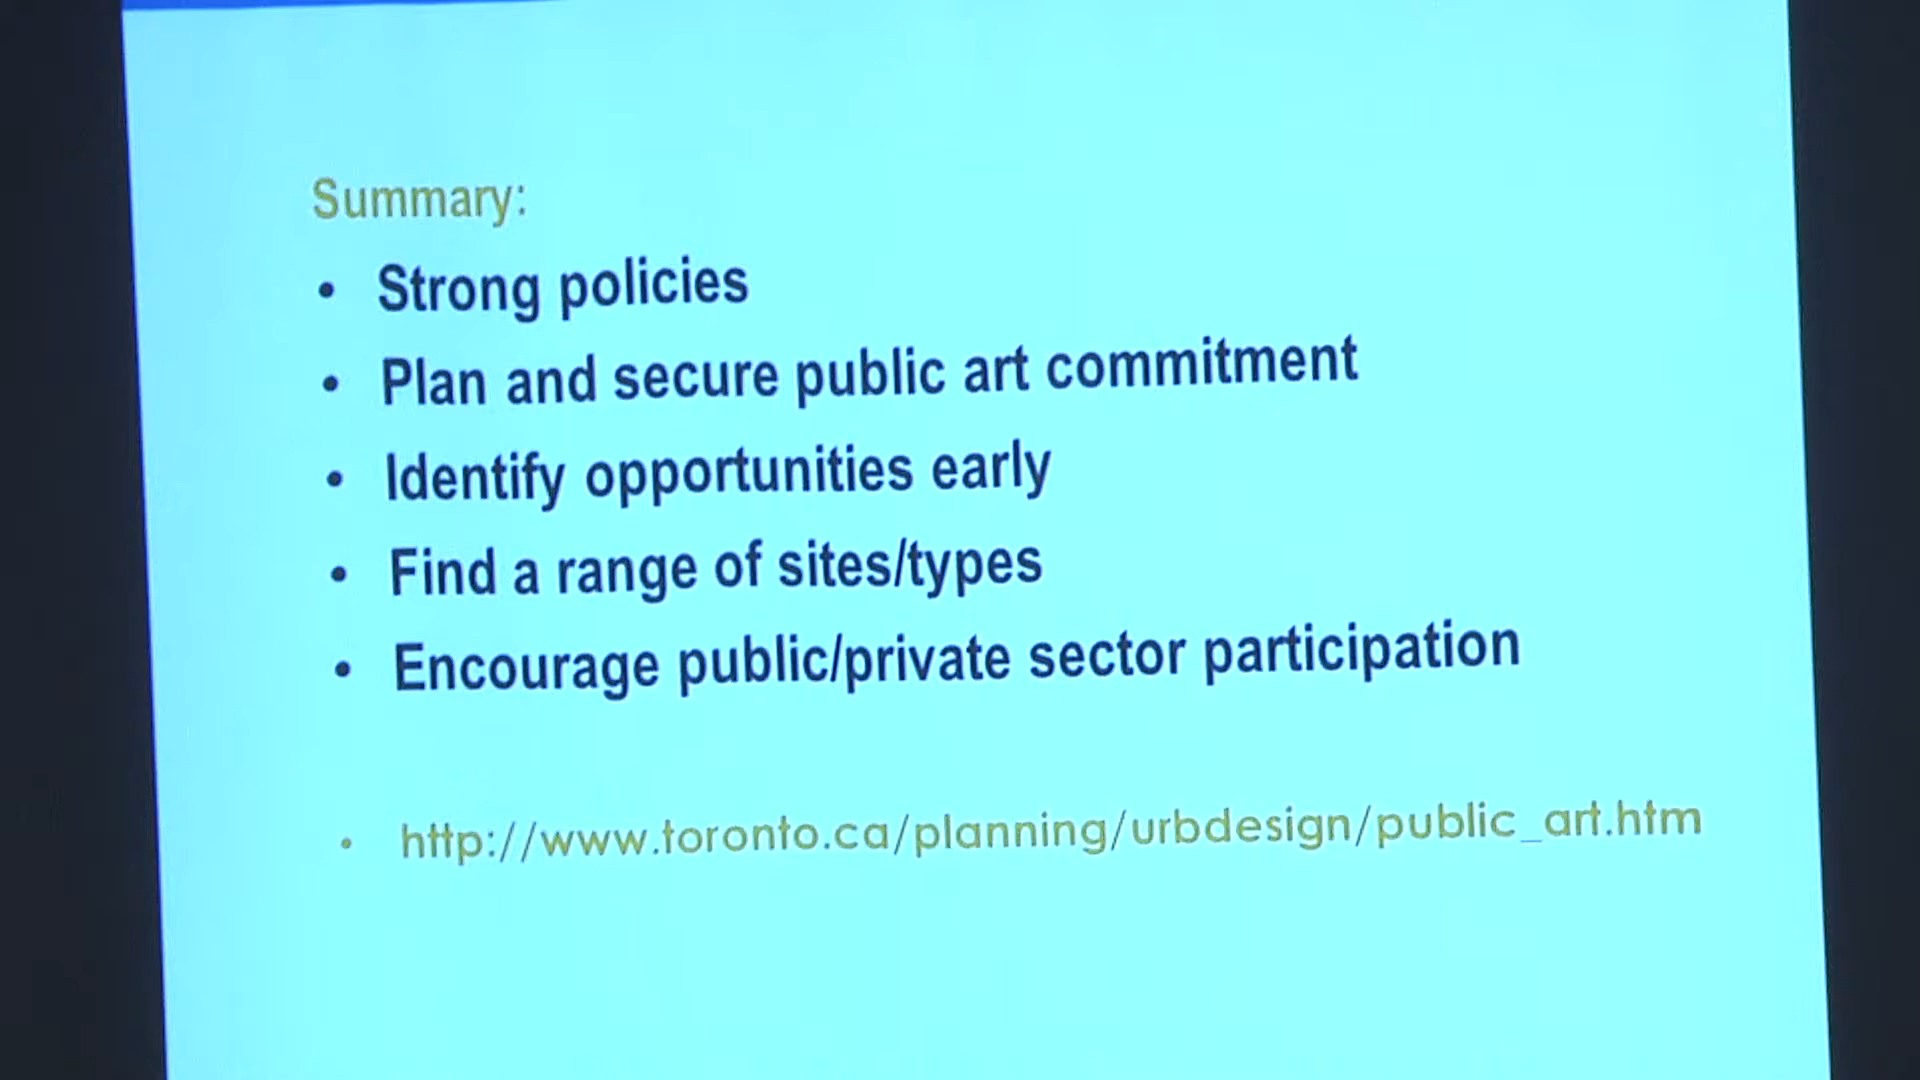 Summary:
• Strong policies
• Plan and secure public art commitment
• Identify opportunities early
• Find a range of sites/types
• Encourage public/private sector participation
• http://www.toronto.ca/planning/urbdesign/public_art.htm